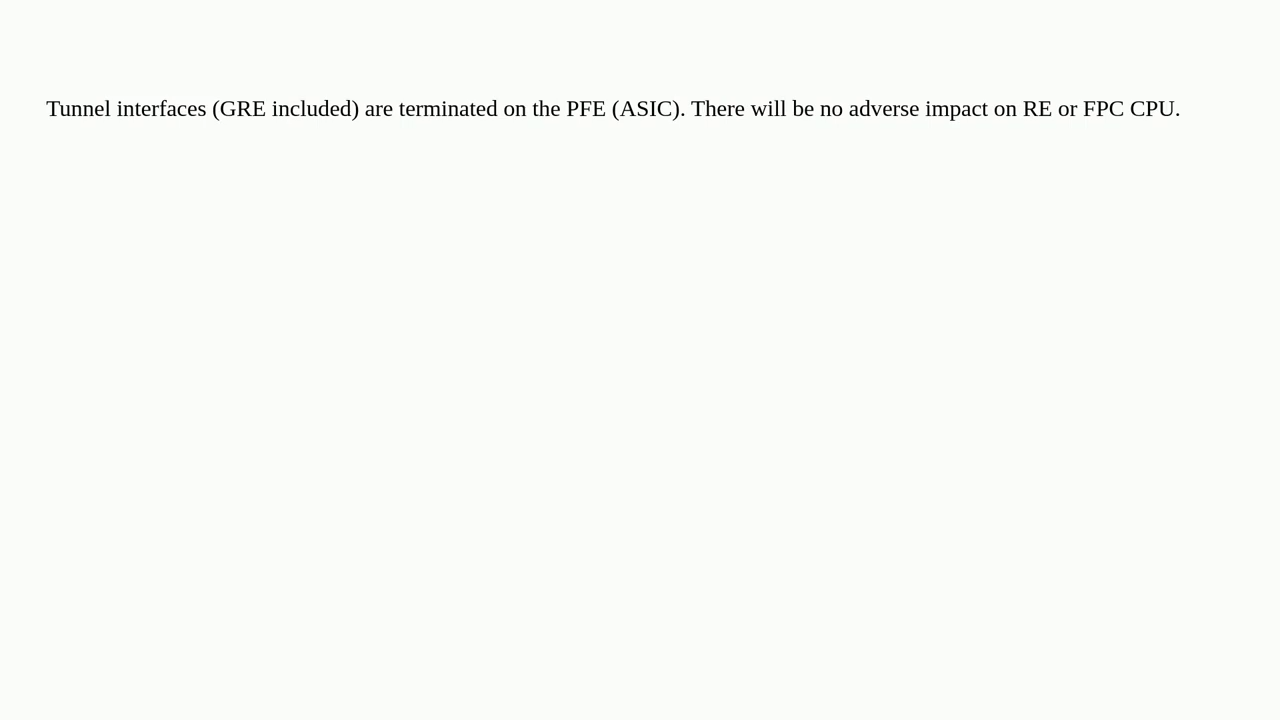 Tunnel interfaces (GRE included) are terminated on the PFE (ASIC). There will be no adverse impact on RE or FPC CPU.